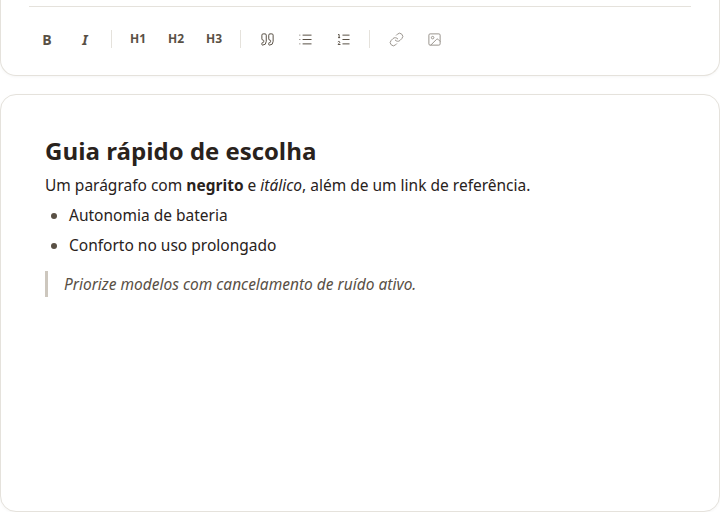 B I H1 H2 H3
Guia rápido de escolha
Um parágrafo com negrito e itálico, além de um link de referência.
Autonomia de bateria
Conforto no uso prolongado
Priorize modelos com cancelamento de ruído ativo.